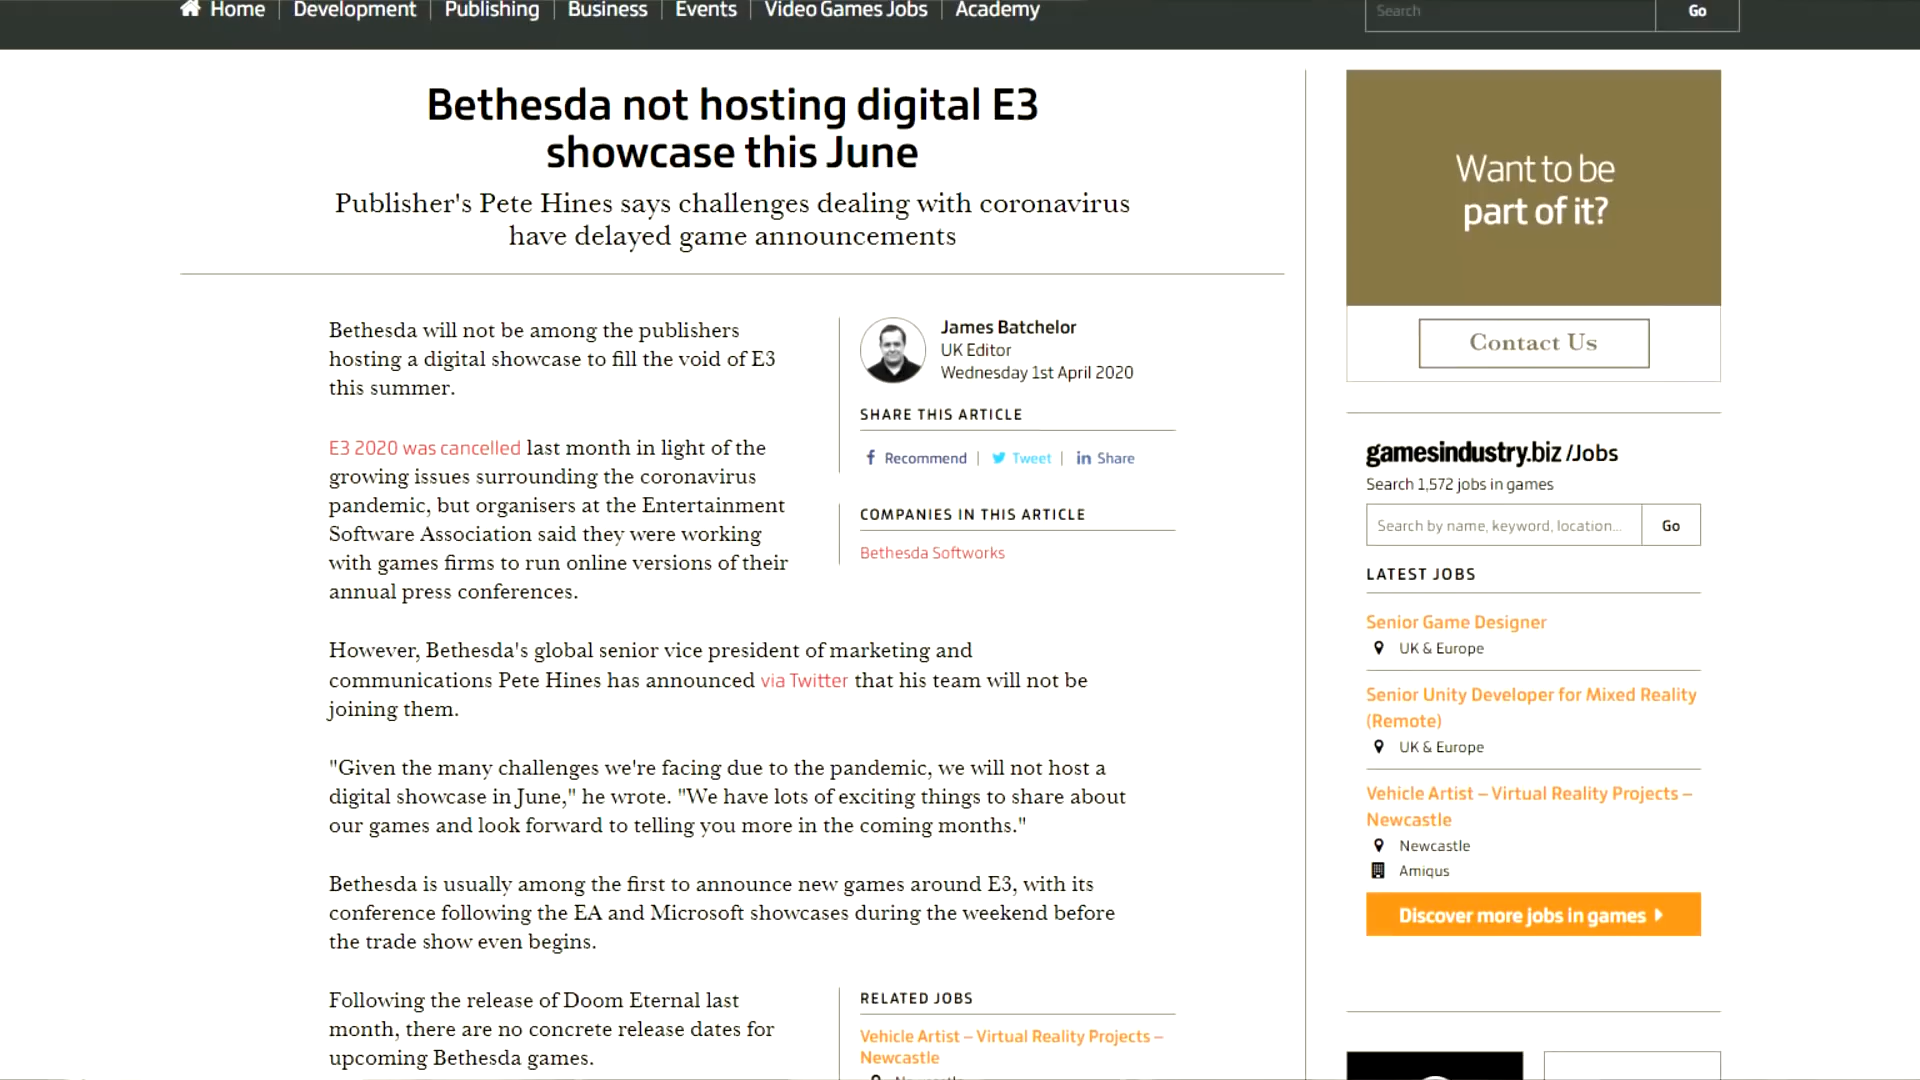 Home
Development
Publishing
Business
Events
Video Games Jobs
Academy
Search
Go
Bethesda not hosting digital E3
showcase this June
Publisher's Pete Hines says challenges dealing with coronavirus
have delayed game announcements
Bethesda will not be among the publishers
hosting a digital showcase to fill the void of E3
this summer.
E3 2020 was cancelled last month in light of the
growing issues surrounding the coronavirus
pandemic, but organisers at the Entertainment
Software Association said they were working
with games firms to run online versions of their
annual press conferences.
James Batchelor
UK Editor
Wednesday 1st April 2020
SHARE THIS ARTICLE
Recommend
Tweet
Share
COMPANIES IN THIS ARTICLE
Bethesda Softworks
However, Bethesda's global senior vice president of marketing and
communications Pete Hines has announced via Twitter that his team will not be
joining them.
"Given the many challenges we're facing due to the pandemic, we will not host a
digital showcase in June," he wrote. "We have lots of exciting things to share about
our games and look forward to telling you more in the coming months."
Bethesda is usually among the first to announce new games around E3, with its
conference following the EA and Microsoft showcases during the weekend before
the trade show even begins.
Following the release of Doom Eternal last
month, there are no concrete release dates for
upcoming Bethesda games.
RELATED JOBS
Vehicle Artist – Virtual Reality Projects –
Newcastle
Want to be
part of it?
Contact Us
gamesindustry.biz /Jobs
Search 1,572 jobs in games
Search by name, keyword, location...
Go
LATEST JOBS
Senior Game Designer
UK & Europe
Senior Unity Developer for Mixed Reality
(Remote)
UK & Europe
Vehicle Artist – Virtual Reality Projects –
Newcastle
Newcastle
Amiqus
Discover more jobs in games